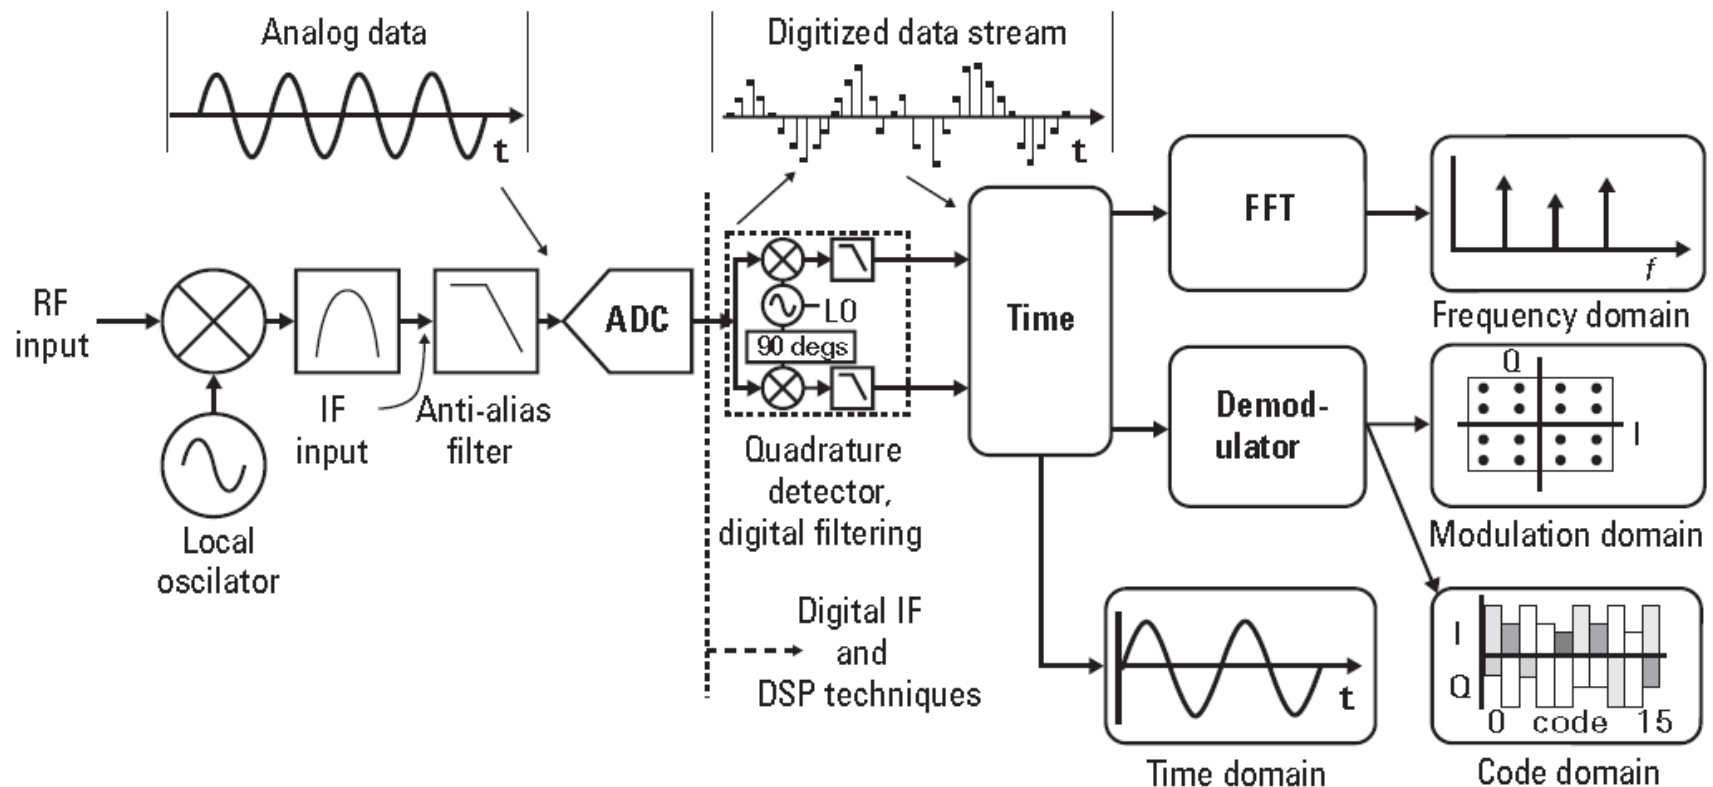 Analog data
t
Digitized data stream
t
RF
input
IF
input
Anti-alias
filter
Local
oscilator
ADC
LO
90 degs
Quadrature
detector,
digital filtering
Digital IF
and
DSP techniques
Time
FFT
f
Frequency domain
Demod-
ulator
Q
I
Modulation domain
t
Time domain
I
Q
0 code 15
Code domain